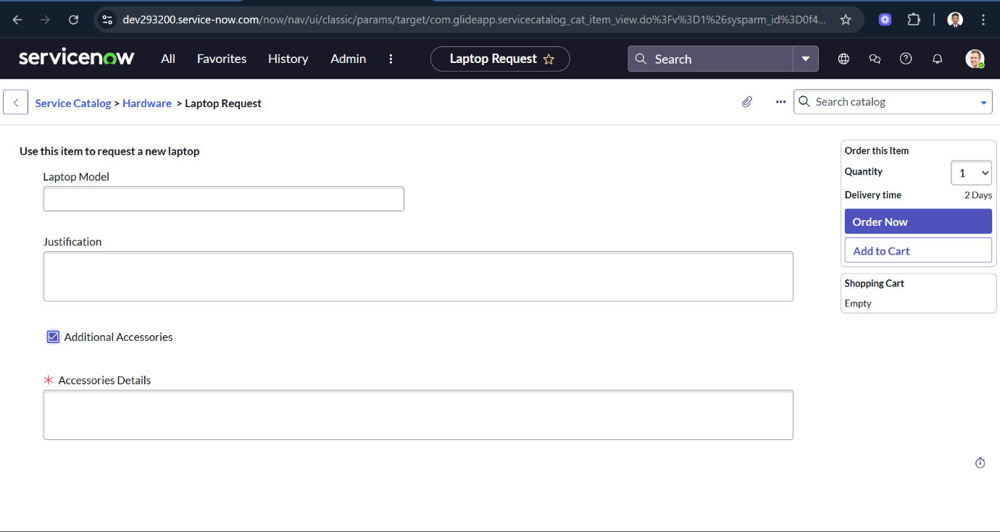 dev293200.service-now.com/now/nav/ui/classic/params/target/com.glideapp.servicecatalog_cat_item_view.do%3Fv%3D1%26sysparm_id%3D0f4...
servicenow All Favorites History Admin Laptop Request Search
Service Catalog > Hardware > Laptop Request Search catalog
Use this item to request a new laptop
Laptop Model
Justification
Additional Accessories
* Accessories Details
Order this Item
Quantity 1
Delivery time 2 Days
Order Now
Add to Cart
Shopping Cart
Empty